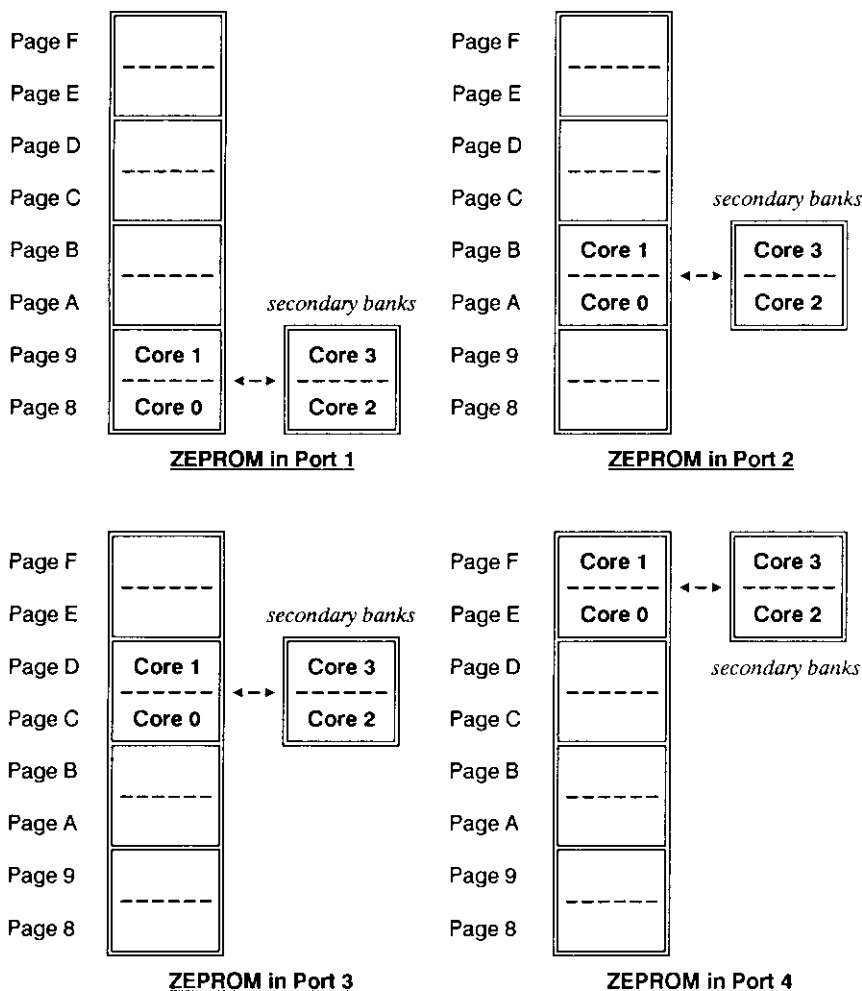 Page F
Page E
Page D
Page C
Page B
Page A
secondary banks
Page 9 Core 1 Core 3
Page 8 Core 0 Core 2
ZEPROM in Port 1
Page F
Page E
Page D
Page C
secondary banks
Page B Core 1 Core 3
Page A Core 0 Core 2
Page 9
Page 8
ZEPROM in Port 2
Page F
Page E
secondary banks
Page D Core 1 Core 3
Page C Core 0 Core 2
Page B
Page A
Page 9
Page 8
ZEPROM in Port 3
Page F Core 1 Core 3
Page E Core 0 Core 2
Page D
secondary banks
Page C
Page B
Page A
Page 9
Page 8
ZEPROM in Port 4